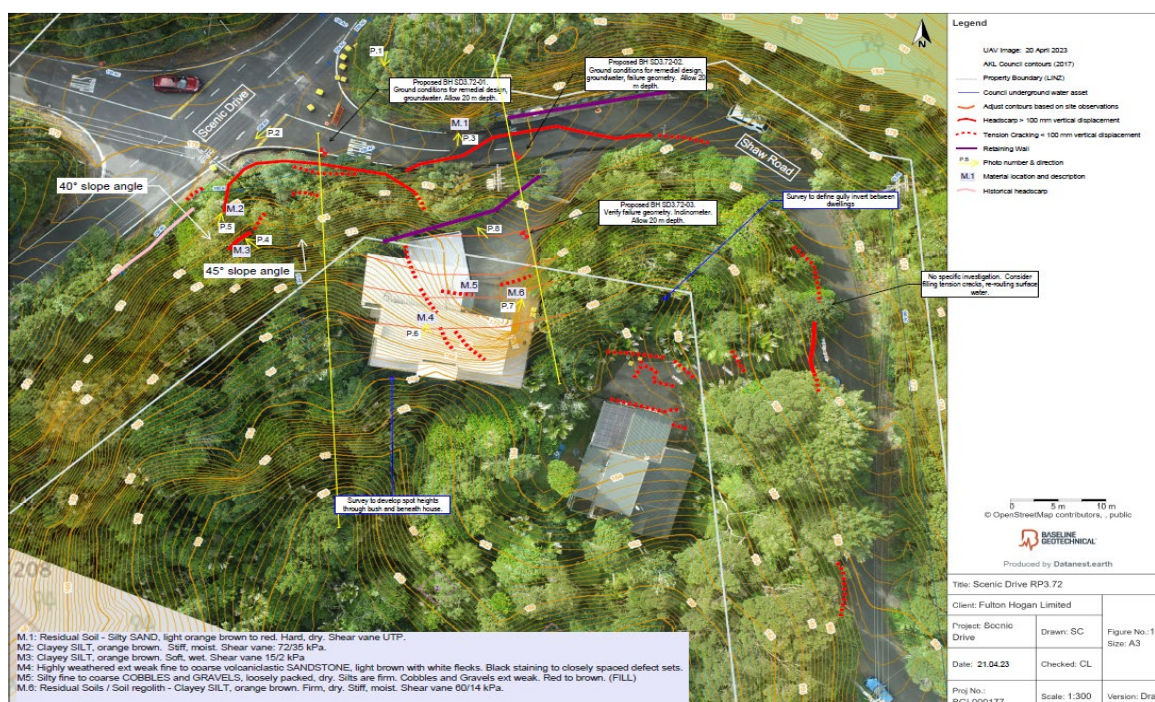 P.1
Proposed BH SD3.72-01.
Ground conditions for remedial design,
groundwater. Allow 20 m depth.
Proposed BH SD3.72-02.
Ground conditions for remedial design,
groundwater, failure geometry. Allow 20
m depth.
Scenic Drive
M.1
P.2
P.3
Shaw Road
40° slope angle
M.2
P.5
P.4
M.3
45° slope angle
Proposed BH SD3.72-03.
Verify failure geometry. Inclinometer.
Allow 20 m depth.
Survey to define gully invert between
dwellings
P.8
M.5
M.6
P.7
M.4
P.6
No specific investigation. Consider
filling tension cracks, re-routing surface
water.
Survey to develop spot heights
through bush and beneath house.
208
M.1: Residual Soil - Silty SAND, light orange brown to red. Hard, dry. Shear vane UTP.
M2: Clayey SILT, orange brown. Stiff, moist. Shear vane: 72/35 kPa.
M3: Clayey SILT, orange brown. Soft, wet. Shear vane 15/2 kPa
M4: Highly weathered ext weak fine to coarse volcaniclastic SANDSTONE, light brown with white flecks. Black staining to closely spaced defect sets.
M5: Silty fine to coarse COBBLES and GRAVELS, loosely packed, dry. Silts are firm. Cobbles and Gravels ext weak. Red to brown. (FILL)
M.6: Residual Soils / Soil regolith - Clayey SILT, orange brown. Firm, dry. Stiff, moist. Shear vane 60/14 kPa.
N
Legend
UAV Image: 20 April 2023
AKL Council contours (2017)
Property Boundary (LINZ)
Council underground water asset
Adjust contours based on site observations
Headscarp > 100 mm vertical displacement
Tension Cracking < 100 mm vertical displacement
Retaining Wall
Photo number & direction
M.1 Material location and description
Historical headscarp
0 5 m 10 m
© OpenStreetMap contributors, , public
BASELINE
GEOTECHNICAL
Produced by Datanest.earth
Title: Scenic Drive RP3.72
Client: Fulton Hogan Limited
Project: Scenic
Drive
Drawn: SC
Figure No.:1
Size: A3
Date: 21.04.23
Checked: CL
Proj No.:
Scale: 1:300
Version: Dra